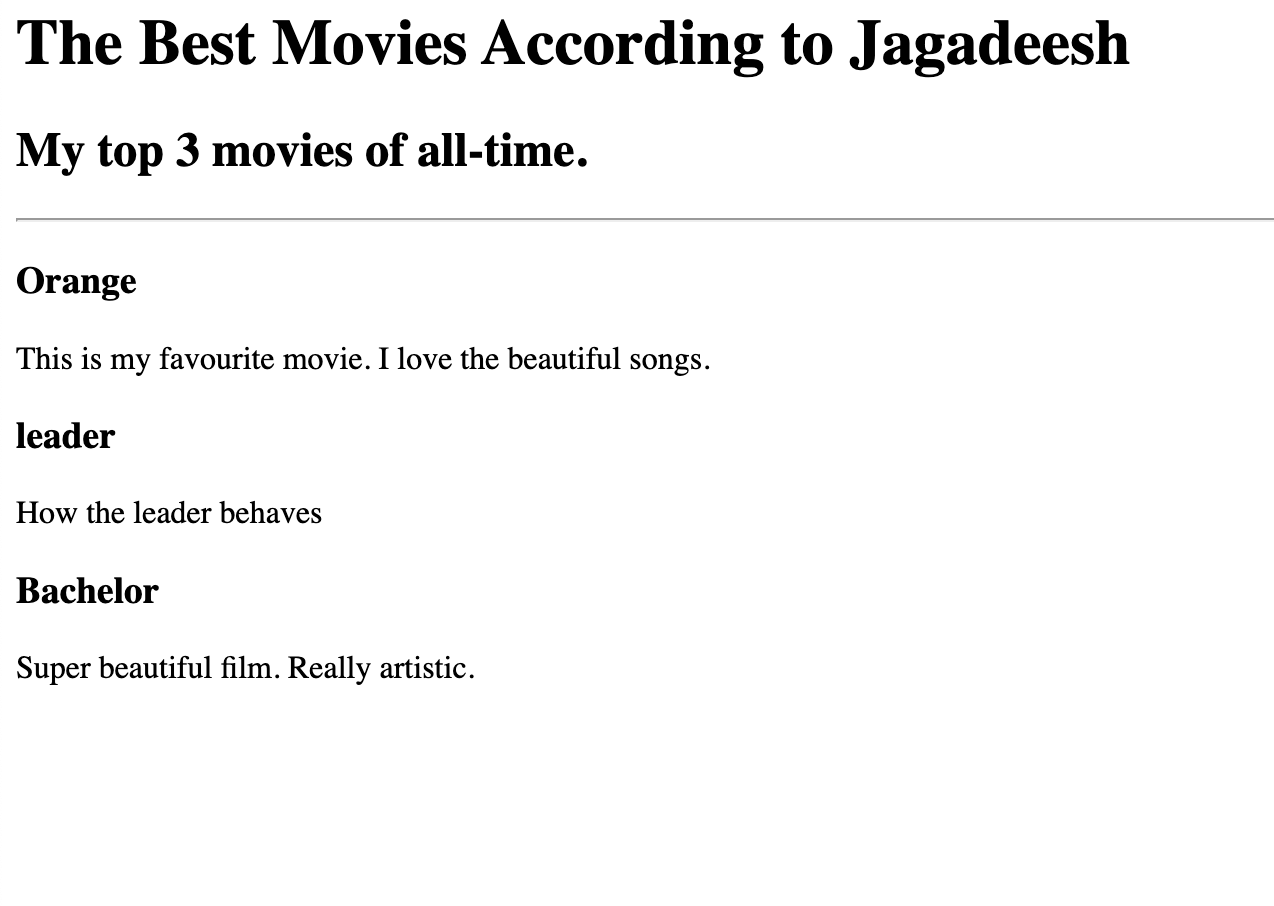 The Best Movies According to Jagadeesh
My top 3 movies of all-time.
Orange
This is my favourite movie. I love the beautiful songs.
leader
How the leader behaves
Bachelor
Super beautiful film. Really artistic.